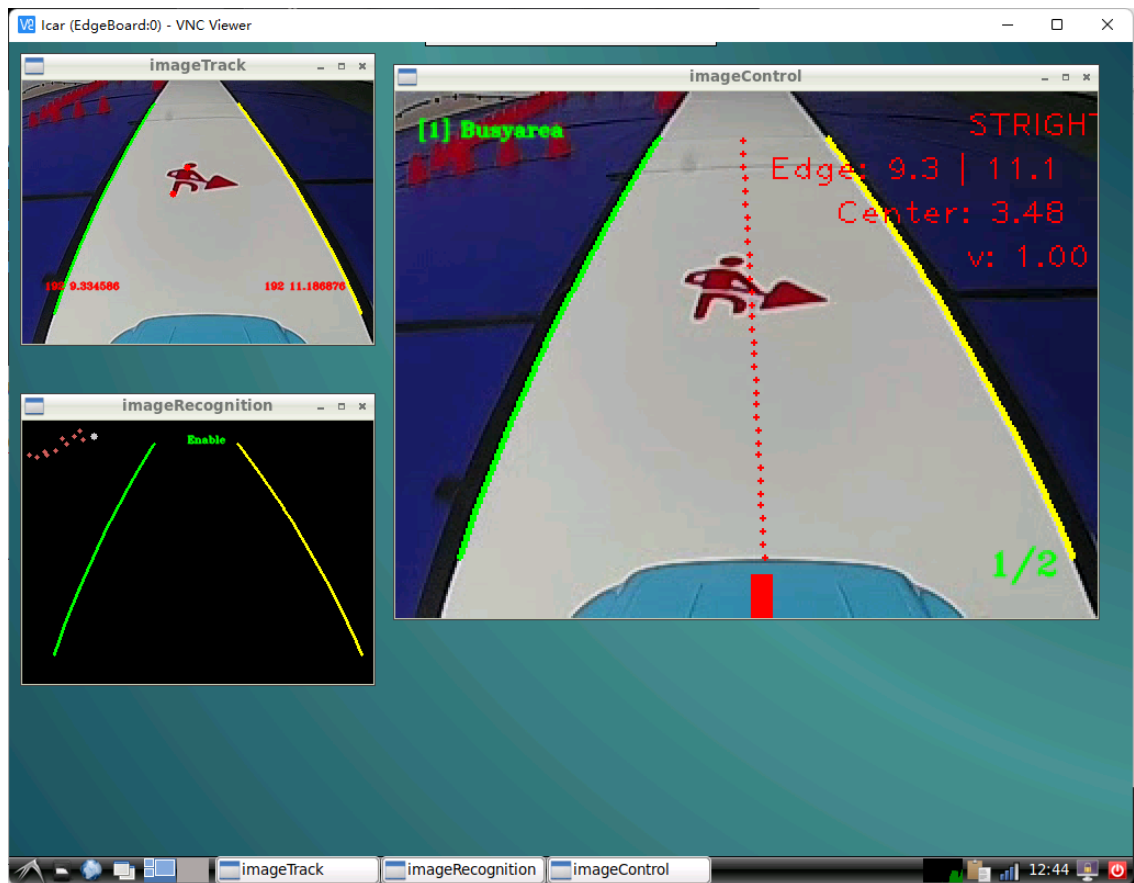 Icar (EdgeBoard:0) - VNC Viewer
imageTrack
192 9.334586
192 11.186876
imageControl
[1] Busyarea
STRIGHT
Edge: 9.3 | 11.1
Center: 3.48
v: 1.00
1/2
imageRecognition
Enable
imageTrack
imageRecognition
imageControl
12:44